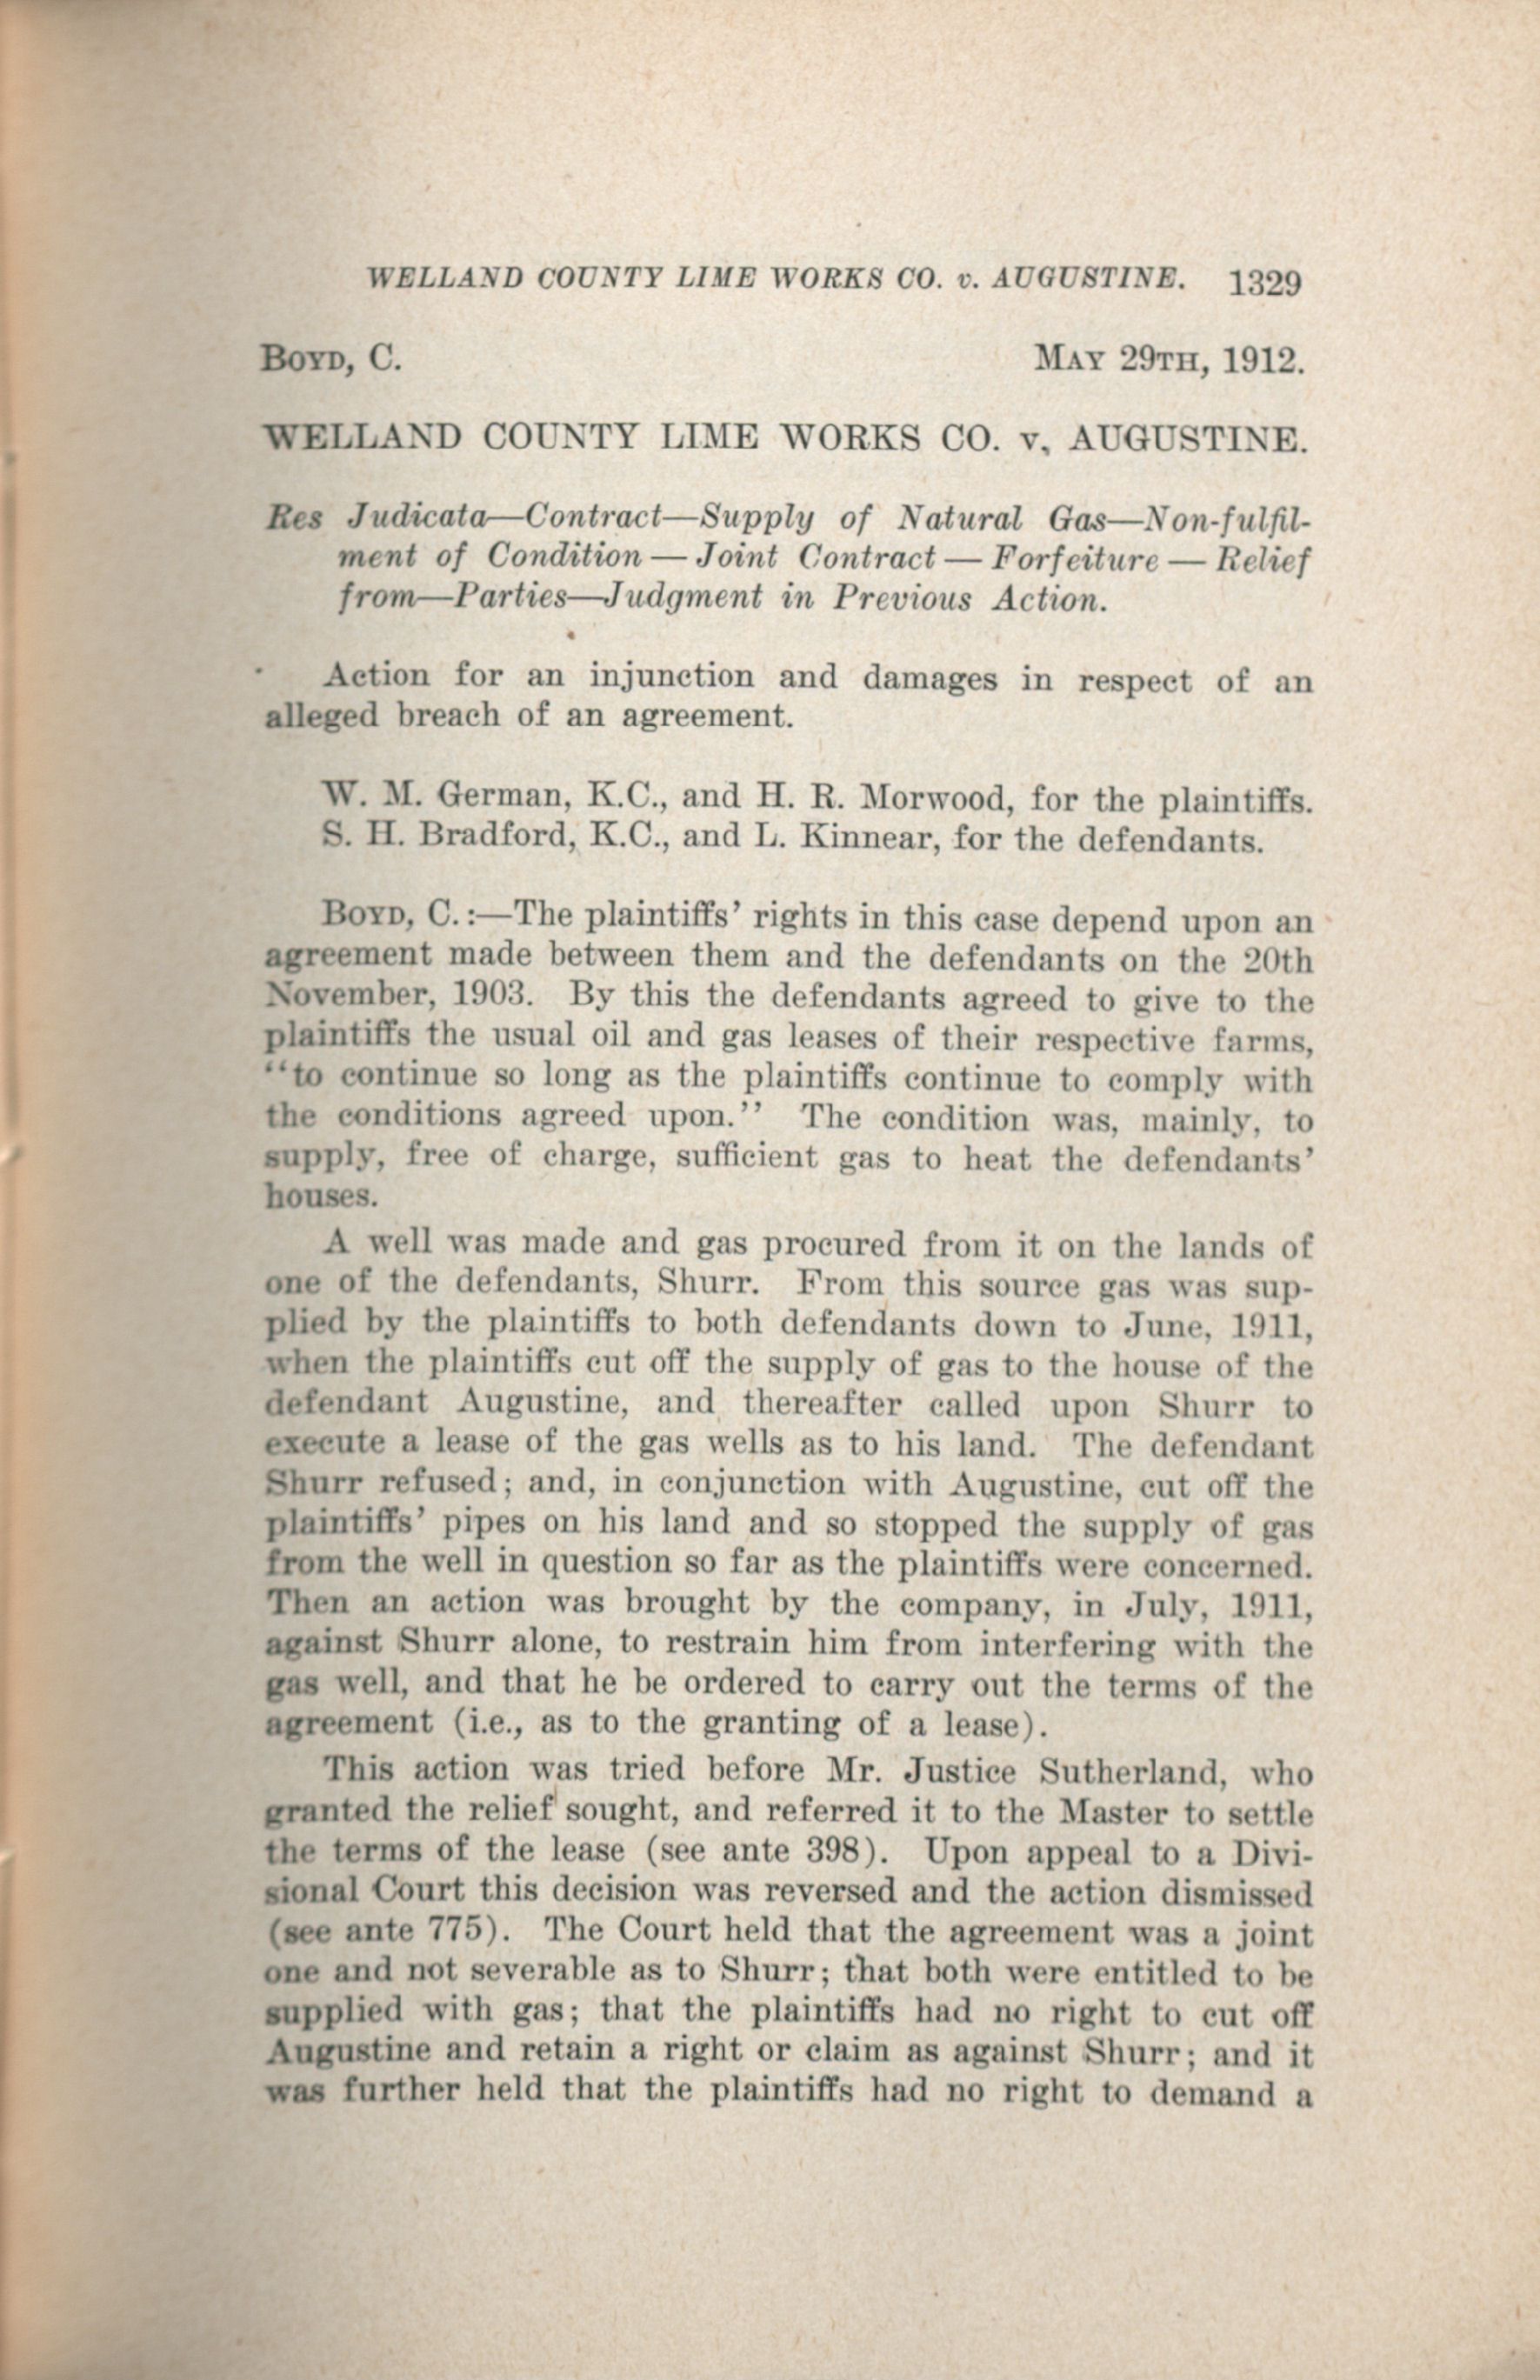 WELLAND COUNTY LIME WORKS CO. v. AUGUSTINE. 1329
BOYD, C. MAY 29TH, 1912.
WELLAND COUNTY LIME WORKS CO. v. AUGUSTINE.
Res Judicata—Contract—Supply of Natural Gas—Non-fulfil-
ment of Condition — Joint Contract — Forfeiture — Relief
from—Parties—Judgment in Previous Action.
Action for an injunction and damages in respect of an
alleged breach of an agreement.
W. M. German, K.C., and H. R. Morwood, for the plaintiffs.
S. H. Bradford, K.C., and L. Kinnear, for the defendants.
BOYD, C.:—The plaintiffs' rights in this case depend upon an
agreement made between them and the defendants on the 20th
November, 1903. By this the defendants agreed to give to the
plaintiffs the usual oil and gas leases of their respective farms,
"to continue so long as the plaintiffs continue to comply with
the conditions agreed upon." The condition was, mainly, to
supply, free of charge, sufficient gas to heat the defendants'
houses.
A well was made and gas procured from it on the lands of
one of the defendants, Shurr. From this source gas was sup-
plied by the plaintiffs to both defendants down to June, 1911,
when the plaintiffs cut off the supply of gas to the house of the
defendant Augustine, and thereafter called upon Shurr to
execute a lease of the gas wells as to his land. The defendant
Shurr refused; and, in conjunction with Augustine, cut off the
plaintiffs' pipes on his land and so stopped the supply of gas
from the well in question so far as the plaintiffs were concerned.
Then an action was brought by the company, in July, 1911,
against Shurr alone, to restrain him from interfering with the
gas well, and that he be ordered to carry out the terms of the
agreement (i.e., as to the granting of a lease).
This action was tried before Mr. Justice Sutherland, who
granted the relief sought, and referred it to the Master to settle
the terms of the lease (see ante 398). Upon appeal to a Divi-
sional Court this decision was reversed and the action dismissed
(see ante 775). The Court held that the agreement was a joint
one and not severable as to Shurr; that both were entitled to be
supplied with gas; that the plaintiffs had no right to cut off
Augustine and retain a right or claim as against Shurr; and it
was further held that the plaintiffs had no right to demand a